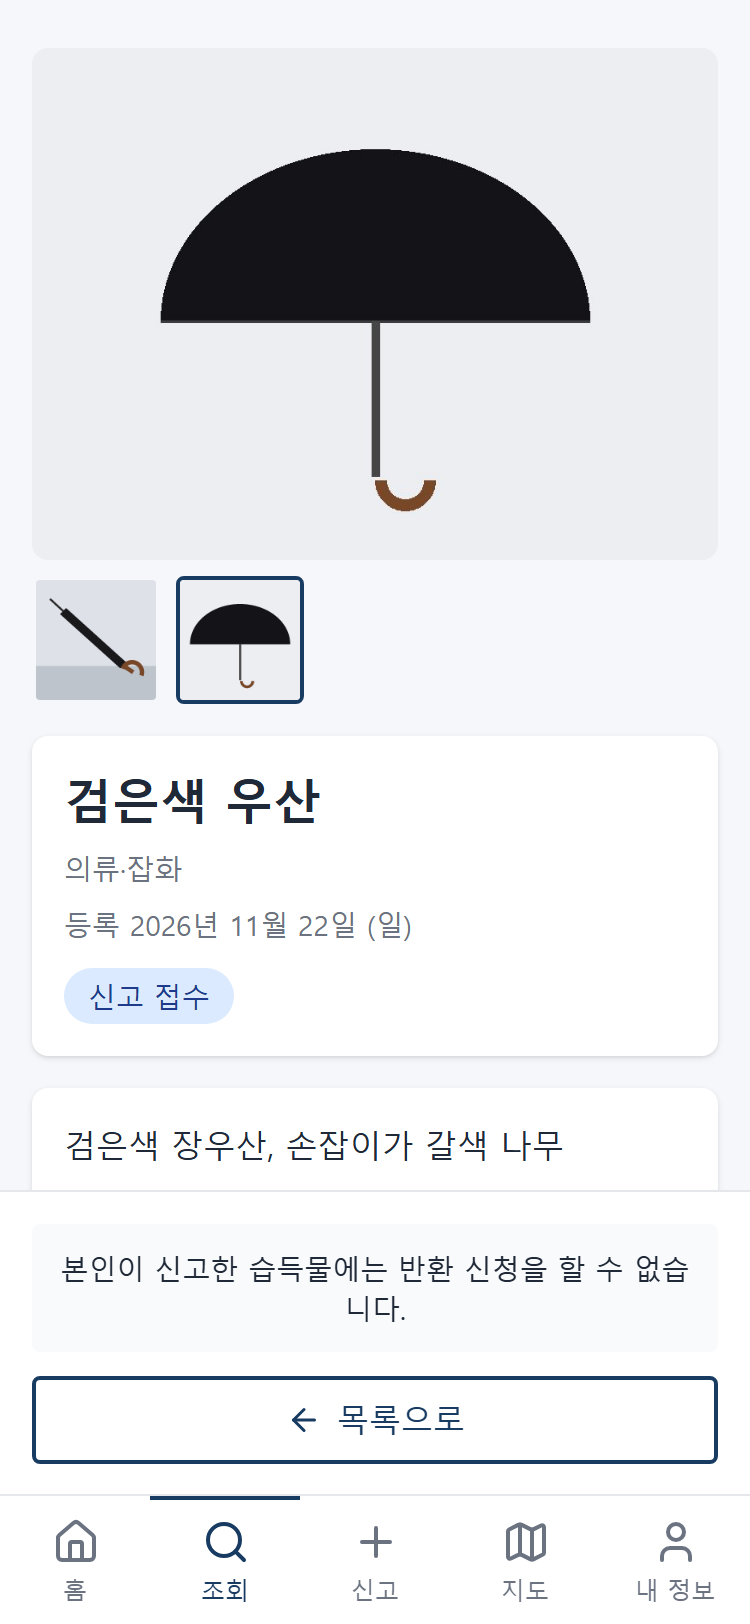 검은색 우산
의류·잡화
등록 2026년 11월 22일 (일)
신고 접수
검은색 장우산, 손잡이가 갈색 나무
본인이 신고한 습득물에는 반환 신청을 할 수 없습
니다.
목록으로
홈
조회
신고
지도
내 정보